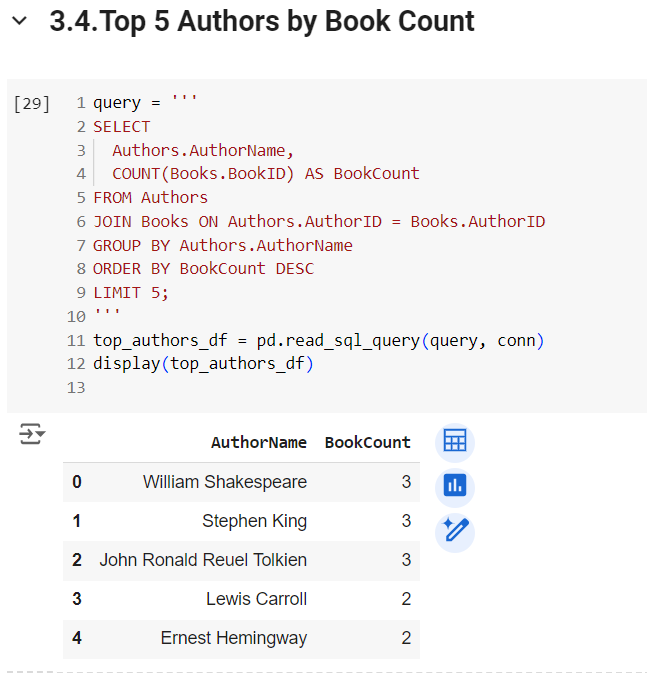 3.4.Top 5 Authors by Book Count
[29]
1 query = '''
2 SELECT
3   Authors.AuthorName,
4   COUNT(Books.BookID) AS BookCount
5 FROM Authors
6 JOIN Books ON Authors.AuthorID = Books.AuthorID
7 GROUP BY Authors.AuthorName
8 ORDER BY BookCount DESC
9 LIMIT 5;
10 '''
11 top_authors_df = pd.read_sql_query(query, conn)
12 display(top_authors_df)
13
AuthorName BookCount
0 William Shakespeare 3
1 Stephen King 3
2 John Ronald Reuel Tolkien 3
3 Lewis Carroll 2
4 Ernest Hemingway 2